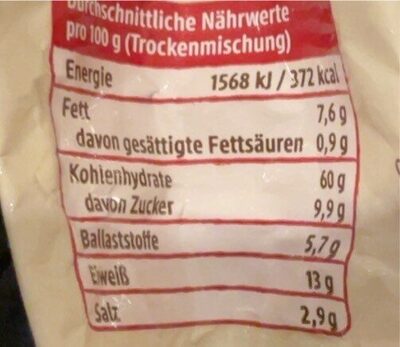 Durchschnittliche Nährwerte
pro 100 g (Trockenmischung)
Energie 1568 kJ / 372 kcal
Fett 7,6 g
davon gesättigte Fettsäuren 0,9 g
Kohlenhydrate 60 g
davon Zucker 9,9 g
Ballaststoffe 5,7 g
Eiweiß 13 g
Salz 2,9 g